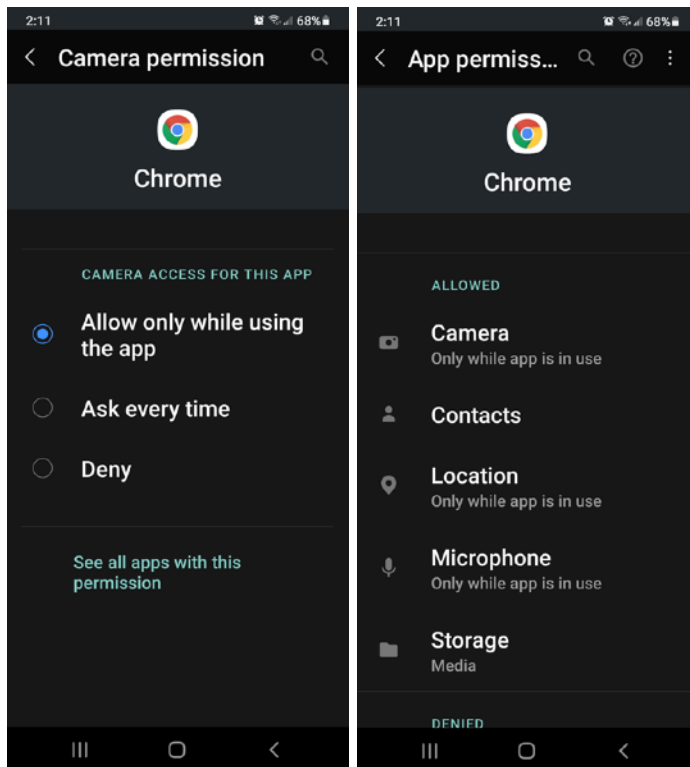 2:11 68%
Camera permission
Chrome
CAMERA ACCESS FOR THIS APP
Allow only while using
the app
Ask every time
Deny
See all apps with this
permission
2:11 68%
App permiss...
Chrome
ALLOWED
Camera
Only while app is in use
Contacts
Location
Only while app is in use
Microphone
Only while app is in use
Storage
Media
DENIED